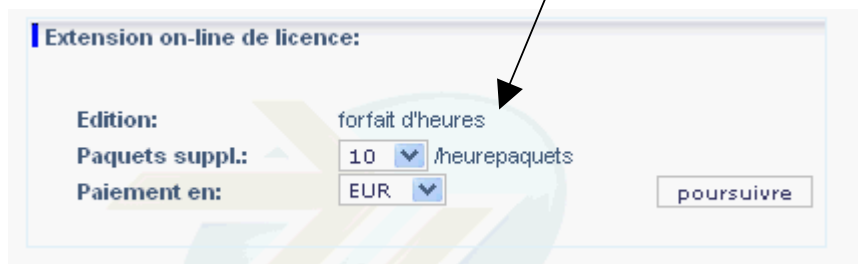 Extension on-line de licence:
Edition: forfait d'heures
Paquets suppl.: 10 /heurepaquets
Paiement en: EUR poursuivre